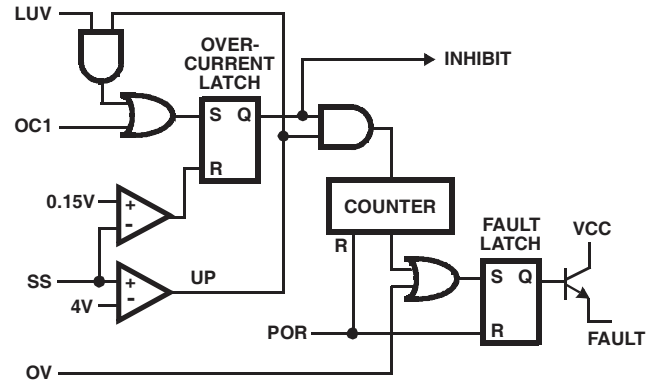 LUV
OVER-
CURRENT
LATCH
INHIBIT
S Q
OC1
R
0.15V
+
-
COUNTER
FAULT
LATCH
VCC
R
SS
+
-
UP
4V
S Q
POR
R
FAULT
OV